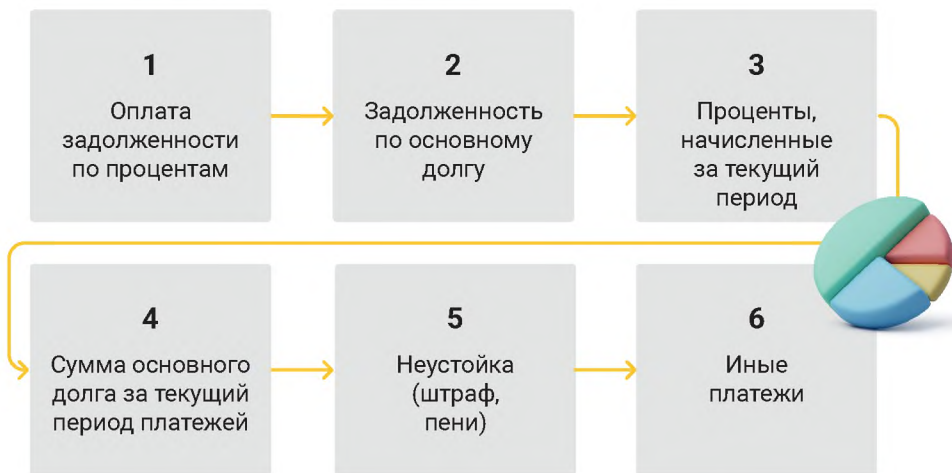 1
Оплата
задолженности
по процентам
2
Задолженность
по основному
долгу
3
Проценты,
начисленные
за текущий
период
4
Сумма основного
долга за текущий
период платежей
5
Неустойка
(штраф,
пени)
6
Иные
платежи